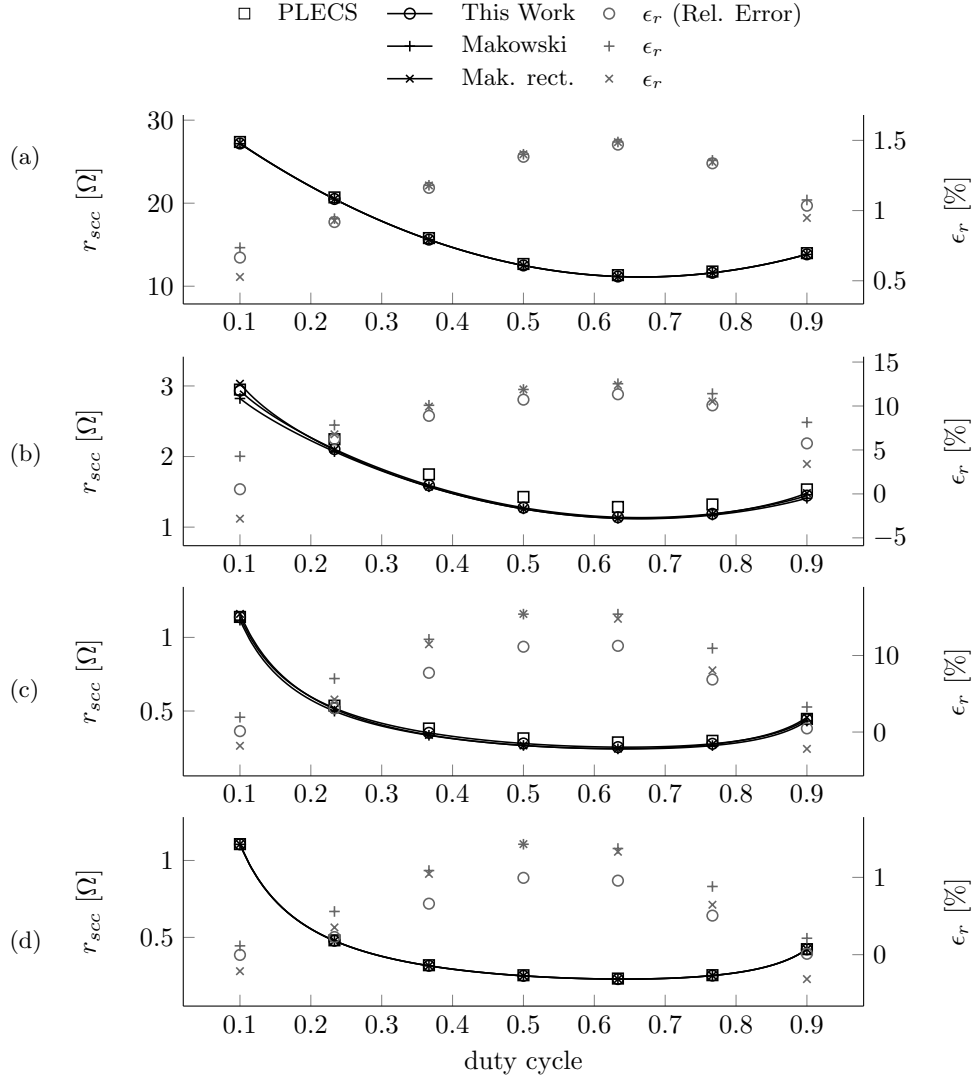 PLECS This Work ϵr (Rel. Error)
Makowski ϵr
Mak. rect. ϵr
(a)
rscc [Ω]
30
20
10
1.5
1
0.5
ϵr [%]
0.1 0.2 0.3 0.4 0.5 0.6 0.7 0.8 0.9
(b)
rscc [Ω]
3
2
1
15
10
5
0
−5
ϵr [%]
0.1 0.2 0.3 0.4 0.5 0.6 0.7 0.8 0.9
(c)
rscc [Ω]
1
0.5
10
0
ϵr [%]
0.1 0.2 0.3 0.4 0.5 0.6 0.7 0.8 0.9
(d)
rscc [Ω]
1
0.5
1
0
ϵr [%]
0.1 0.2 0.3 0.4 0.5 0.6 0.7 0.8 0.9
duty cycle